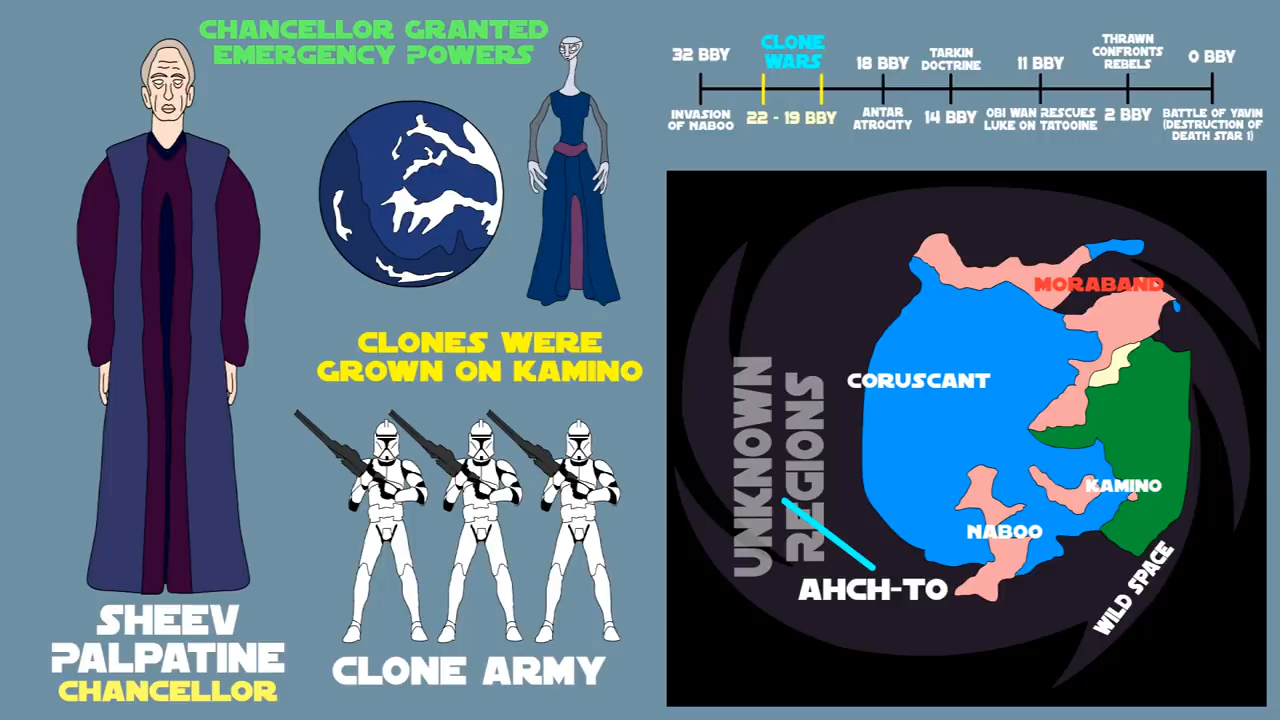 CHANCELLOR GRANTED
EMERGENCY POWERS
CLONES WERE
GROWN ON KAMINO
SHEEV
PALPATINE
CHANCELLOR
CLONE ARMY
32 BBY
INVASION
OF NABOO
CLONE
WARS
22 - 19 BBY
18 BBY
ANTAR
ATROCITY
TARKIN
DOCTRINE
14 BBY
11 BBY
OBI WAN RESCUES
LUKE ON TATOOINE
THRAWN
CONFRONTS
REBELS
2 BBY
0 BBY
BATTLE OF YAVIN
(DESTRUCTION OF
DEATH STAR 1)
MORABAND
CORUSCANT
UNKNOWN
REGIONS
KAMINO
NABOO
AHCH-TO
WILD SPACE